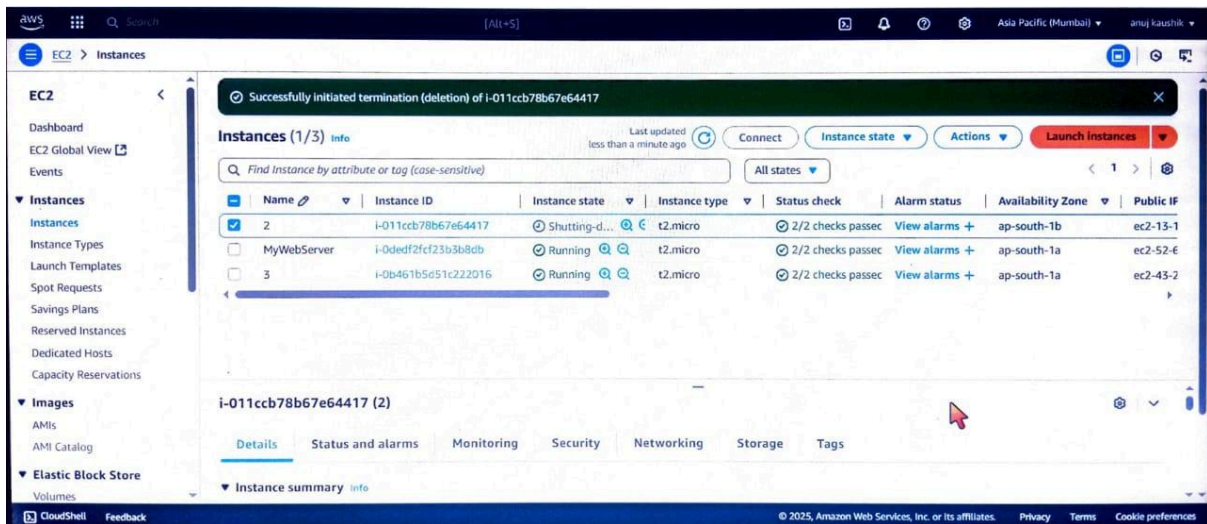 aws Search [Alt+S] Asia Pacific (Mumbai) anuj kaushik
EC2 > Instances
EC2
Dashboard
EC2 Global View
Events
Instances
Instances
Instance Types
Launch Templates
Spot Requests
Savings Plans
Reserved Instances
Dedicated Hosts
Capacity Reservations
Images
AMIs
AMI Catalog
Elastic Block Store
Volumes
Successfully initiated termination (deletion) of i-011ccb78b67e64417
Instances (1/3) Info
Last updated
less than a minute ago
Connect Instance state Actions Launch instances
Find Instance by attribute or tag (case-sensitive) All states 1
Name Instance ID Instance state Instance type Status check Alarm status Availability Zone Public IP
2 i-011ccb78b67e64417 Shutting-d... t2.micro 2/2 checks passec View alarms + ap-south-1b ec2-13-1
MyWebServer i-0dedf2fcf23b3b8db Running t2.micro 2/2 checks passec View alarms + ap-south-1a ec2-52-6
3 i-0b461b5d51c222016 Running t2.micro 2/2 checks passec View alarms + ap-south-1a ec2-43-2
i-011ccb78b67e64417 (2)
Details Status and alarms Monitoring Security Networking Storage Tags
Instance summary Info
CloudShell Feedback © 2025, Amazon Web Services, Inc. or its affiliates. Privacy Terms Cookie preferences